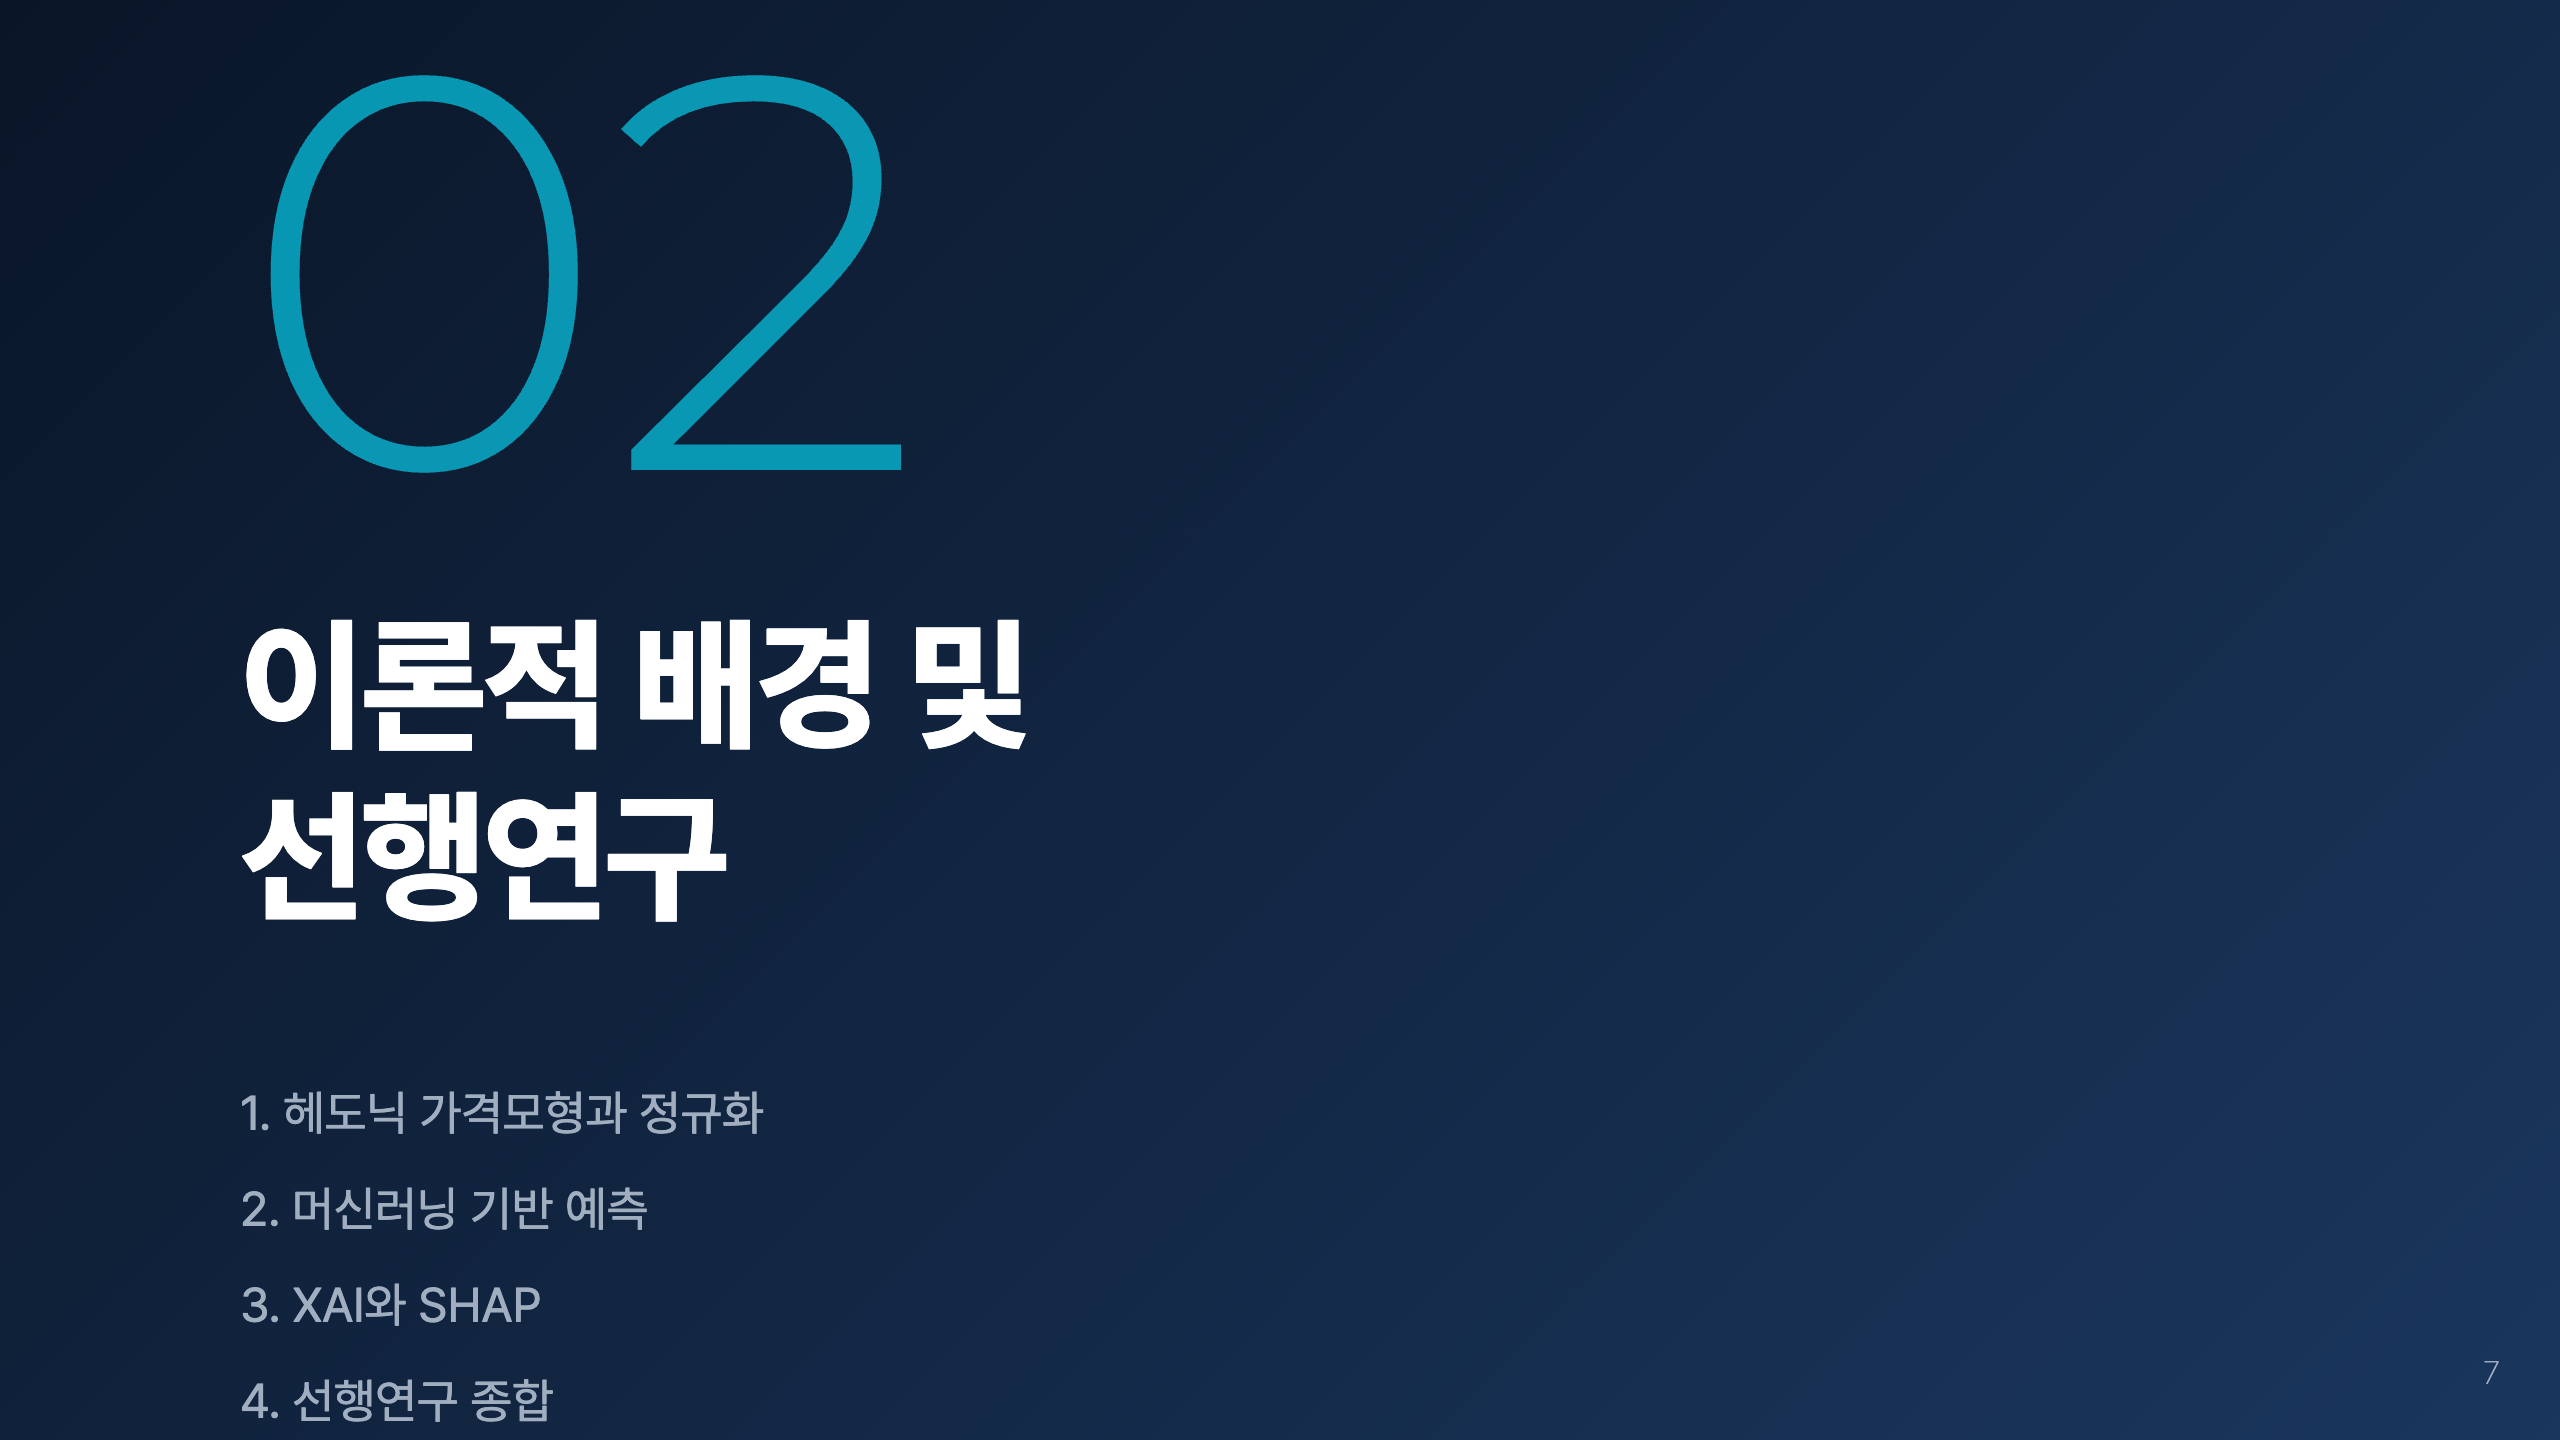 02
이론적 배경 및
선행연구
1. 헤도닉 가격모형과 정규화
2. 머신러닝 기반 예측
3. XAI와 SHAP
4. 선행연구 종합
7